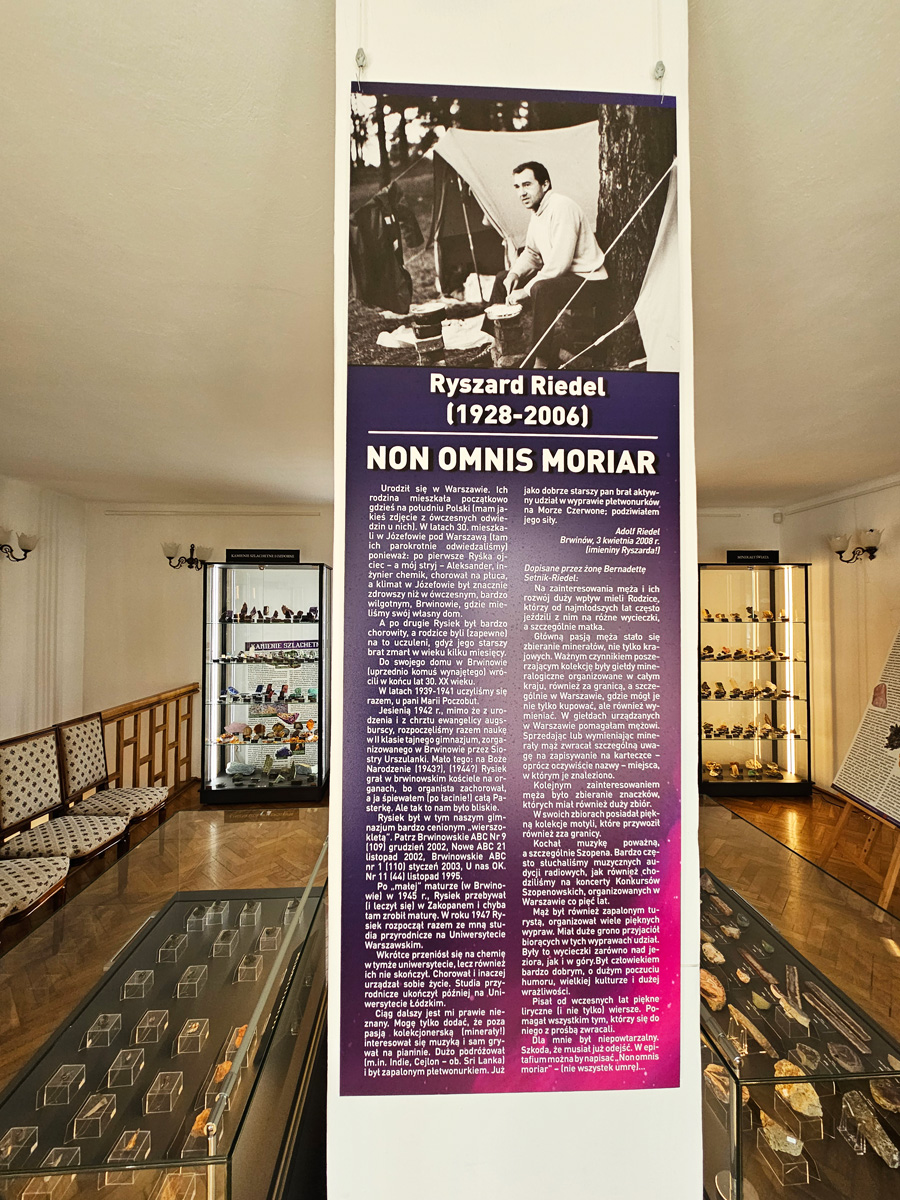 Ryszard Riedel
(1928-2006)
NON OMNIS MORIAR
Urodził się w Warszawie. Ich
rodzina mieszkała początkowo
gdzieś na południu Polski (mam ja-
kieś zdjęcie z ówczesnych odwie-
dzin u nich). W latach 30. mieszka-
li w Józefowie pod Warszawą (tam
ich parokrotnie odwiedzaliśmy)
ponieważ: po pierwsze Ryśka oj-
ciec – a mój stryj – Aleksander, in-
żynier chemik, chorował na płuca,
a klimat w Józefowie był znacznie
zdrowszy niż w ówczesnym, bardzo
wilgotnym, Brwinowie, gdzie mie-
liśmy swój własny dom.
A po drugie Rysiek był bardzo
chorowity, a rodzice byli (zapewne)
na to uczuleni, gdyż jego starszy
brat zmarł w wieku kilku miesięcy.
Do swojego domu w Brwinowie
(uprzednio komuś wynajętego) wró-
cili w końcu lat 30. XX wieku.
W latach 1939-1941 uczyliśmy się
razem, u pani Marii Poczobut.
Jesienią 1942 r., mimo że z uro-
dzenia i z chrztu ewangelicy augs-
burscy, rozpoczęliśmy razem naukę
w II klasie tajnego gimnazjum, zorga-
nizowanego w Brwinowie przez Sio-
stry Urszulanki. Mało tego: na Boże
Narodzenie (1943?), (1944?) Rysiek
grał w brwinowskim kościele na or-
ganach, bo organista zachorował,
a ja śpiewałem (po łacinie!) całą Pa-
sterkę. Ale tak to nam było bliskie.
Rysiek był w tym naszym gim-
nazjum bardzo cenionym „wierszo-
kletą”. Patrz Brwinowskie ABC Nr 9
(109) grudzień 2002, Nowe ABC 21
listopad 2002, Brwinowskie ABC
nr 1 (110) styczeń 2003, U nas OK.
Nr 11 (44) listopad 1995.
Po „małej” maturze (w Brwino-
wie) w 1945 r., Rysiek przebywał
(i leczył się) w Zakopanem i chyba
tam zrobił maturę. W roku 1947 Ry-
siek rozpoczął razem ze mną stu-
dia przyrodnicze na Uniwersytecie
Warszawskim.
Wkrótce przeniósł się na chemię
w tymże uniwersytecie, lecz również
ich nie skończył. Chorował i inaczej
urządzał sobie życie. Studia przy-
rodnicze ukończył później na Uni-
wersytecie Łódzkim.
Ciąg dalszy jest mi prawie nie-
znany. Mogę tylko dodać, że poza
pasją kolekcjonerską (minerały!)
interesował się muzyką i sam gry-
wał na pianinie. Dużo podróżował
(m.in. Indie, Cejlon – ob. Sri Lanka)
i był zapalonym płetwonurkiem. Już
jako dobrze starszy pan brał aktyw-
ny udział w wyprawie płetwonurków
na Morze Czerwone; podziwiałem
jego siły.
Adolf Riedel
Brwinów, 3 kwietnia 2008 r.
(imieniny Ryszarda!)
Dopisane przez żonę Bernadettę
Setnik-Riedel:
Na zainteresowania męża i ich
rozwój duży wpływ mieli Rodzice,
którzy od najmłodszych lat często
jeździli z nim na różne wycieczki,
a szczególnie matka.
Główną pasją męża stało się
zbieranie minerałów, nie tylko kra-
jowych. Ważnym czynnikiem posze-
rzającym kolekcję były giełdy mine-
ralogiczne organizowane w całym
kraju, również za granicą, a szcze-
gólnie w Warszawie, gdzie mógł je
nie tylko kupować, ale również wy-
mieniać. W giełdach urządzanych
w Warszawie pomagałam mężowi.
Sprzedając lub wymieniając mine-
rały mąż zwracał szczególną uwa-
gę na zapisywanie na karteczce –
oprócz oczywiście nazwy – miejsca,
w którym je znaleziono.
Kolejnym zainteresowaniem
męża było zbieranie znaczków,
których miał również duży zbiór.
W swoich zbiorach posiadał pięk-
ną kolekcje motyli, które przywoził
również zza granicy.
Kochał muzykę poważną,
a szczególnie Szopena. Bardzo czę-
sto słuchaliśmy muzycznych au-
dycji radiowych, jak również cho-
dziliśmy na koncerty Konkursów
Szopenowskich, organizowanych w
Warszawie co pięć lat.
Mąż był również zapalonym tu-
rystą, organizował wiele pięknych
wypraw. Miał duże grono przyjaciół
biorących w tych wyprawach udział.
Były to wycieczki zarówno nad je-
ziora, jak i w góry.Był człowiekiem
bardzo dobrym, o dużym poczuciu
humoru, wielkiej kulturze i dużej
wrażliwości.
Pisał od wczesnych lat piękne
liryczne (i nie tylko) wiersze. Po-
magał wszystkim tym, którzy się do
niego z prośbą zwracali.
Dla mnie był niepowtarzalny.
Szkoda, że musiał już odejść. W epi-
tafium można by napisać „Non omnis
moriar” – (nie wszystek umrę)...
KAMIENIE SZLACHETNE I OZDOBNE
KAMIENIE SZLACHETN
MINERAŁY ŚWIATA